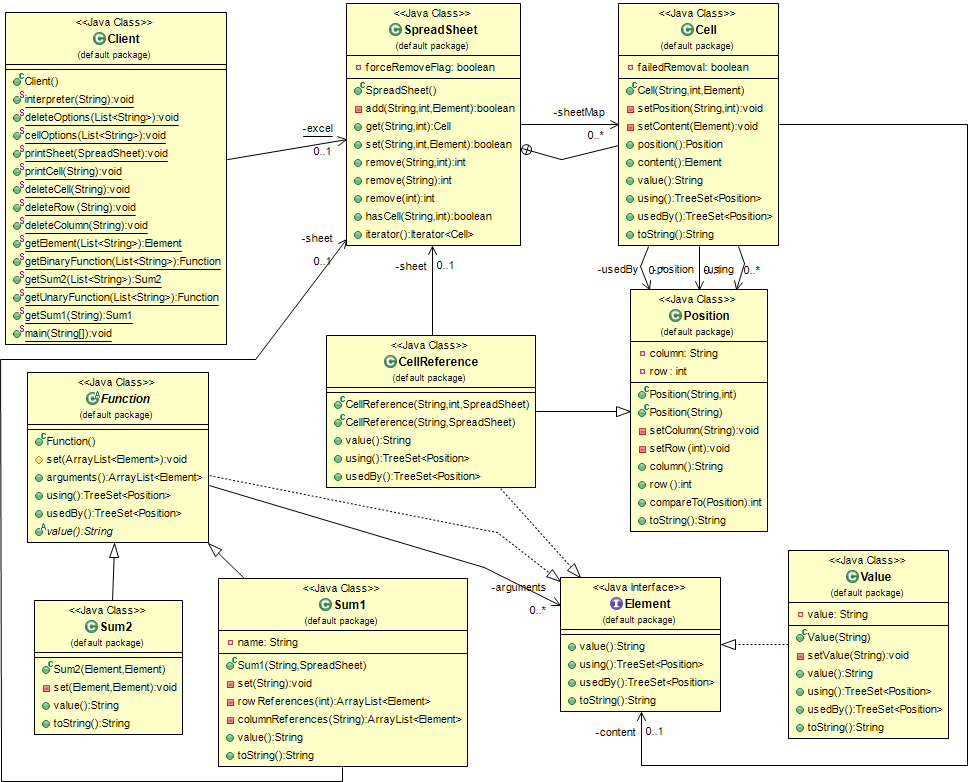 <<Java Class>>
Client
(default package)
Client()
interpreter(String):void
deleteOptions(List<String>):void
cellOptions(List<String>):void
printSheet(SpreadSheet):void
printCell(String):void
deleteCell(String):void
deleteRow(String):void
deleteColumn(String):void
getElement(List<String>):Element
getBinaryFunction(List<String>):Function
getSum2(List<String>):Sum2
getUnaryFunction(List<String>):Function
getSum1(String):Sum1
main(String[]):void
-excel
0..1
<<Java Class>>
SpreadSheet
(default package)
forceRemoveFlag: boolean
SpreadSheet()
add(String,int,Element):boolean
get(String,int):Cell
set(String,int,Element):boolean
remove(String,int):int
remove(String):int
remove(int):int
hasCell(String,int):boolean
iterator():Iterator<Cell>
-sheetMap
0..*
<<Java Class>>
Cell
(default package)
failedRemoval: boolean
Cell(String,int,Element)
setPosition(String,int):void
setContent(Element):void
position():Position
content():Element
value():String
using():TreeSet<Position>
usedBy():TreeSet<Position>
toString():String
-sheet
0..1
-sheet
0..1
-usedBy
-position
-using
0..*
<<Java Class>>
Position
(default package)
column: String
row: int
Position(String,int)
Position(String)
setColumn(String):void
setRow(int):void
column():String
row():int
compareTo(Position):int
toString():String
<<Java Class>>
CellReference
(default package)
CellReference(String,int,SpreadSheet)
CellReference(String,SpreadSheet)
value():String
using():TreeSet<Position>
usedBy():TreeSet<Position>
<<Java Class>>
Function
(default package)
Function()
set(ArrayList<Element>):void
arguments():ArrayList<Element>
using():TreeSet<Position>
usedBy():TreeSet<Position>
value():String
<<Java Class>>
Sum2
(default package)
Sum2(Element,Element)
set(Element,Element):void
value():String
toString():String
<<Java Class>>
Sum1
(default package)
name: String
Sum1(String,SpreadSheet)
set(String):void
rowReferences(int):ArrayList<Element>
columnReferences(String):ArrayList<Element>
value():String
toString():String
-arguments
0..*
<<Java Interface>>
Element
(default package)
value():String
using():TreeSet<Position>
usedBy():TreeSet<Position>
toString():String
-content
0..1
<<Java Class>>
Value
(default package)
value: String
Value(String)
setValue(String):void
value():String
using():TreeSet<Position>
usedBy():TreeSet<Position>
toString():String